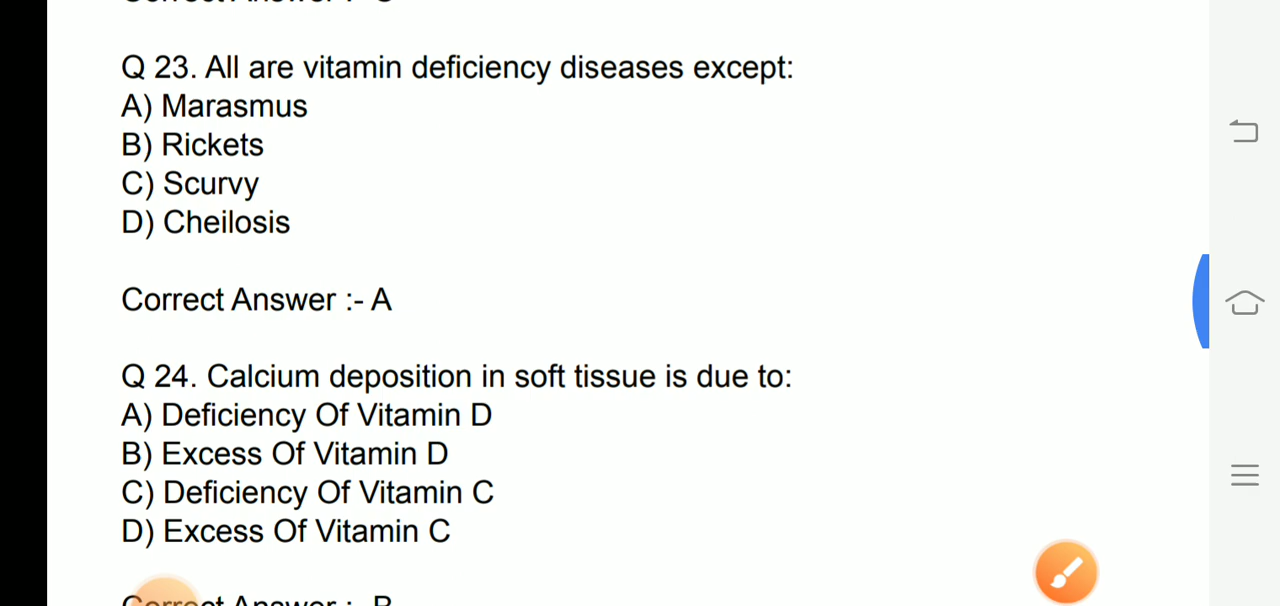 Q 23. All are vitamin deficiency diseases except:
A) Marasmus
B) Rickets
C) Scurvy
D) Cheilosis
Correct Answer :- A
Q 24. Calcium deposition in soft tissue is due to:
A) Deficiency Of Vitamin D
B) Excess Of Vitamin D
C) Deficiency Of Vitamin C
D) Excess Of Vitamin C